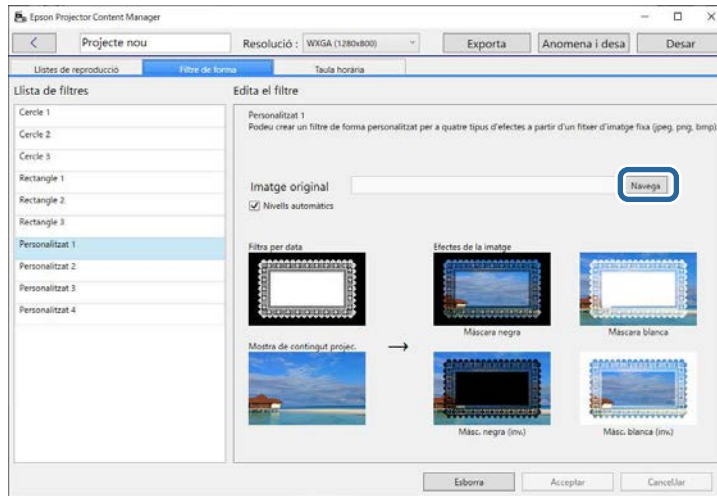 Epson Projector Content Manager
Projecte nou
Resolució :
WXGA (1280x800)
Exporta
Anomena i desa
Desar
Llistes de reproducció
Filtre de forma
Taula horària
Llista de filtres
Edita el filtre
Cercle 1
Cercle 2
Cercle 3
Rectangle 1
Rectangle 2
Rectangle 3
Personalitzat 1
Personalitzat 2
Personalitzat 3
Personalitzat 4
Personalitzat 1
Podeu crear un filtre de forma personalitzat per a quatre tipus d'efectes a partir d'un fitxer d'imatge fixa (jpeg, png, bmp).
Imatge original
Navega
Nivells automàtics
Filtra per data
Efectes de la imatge
Màscara negra
Màscara blanca
Mostra de contingut projec.
→
Màsc. negra (inv.)
Màsc. blanca (inv.)
Esborra
Acceptar
Cancel·lar